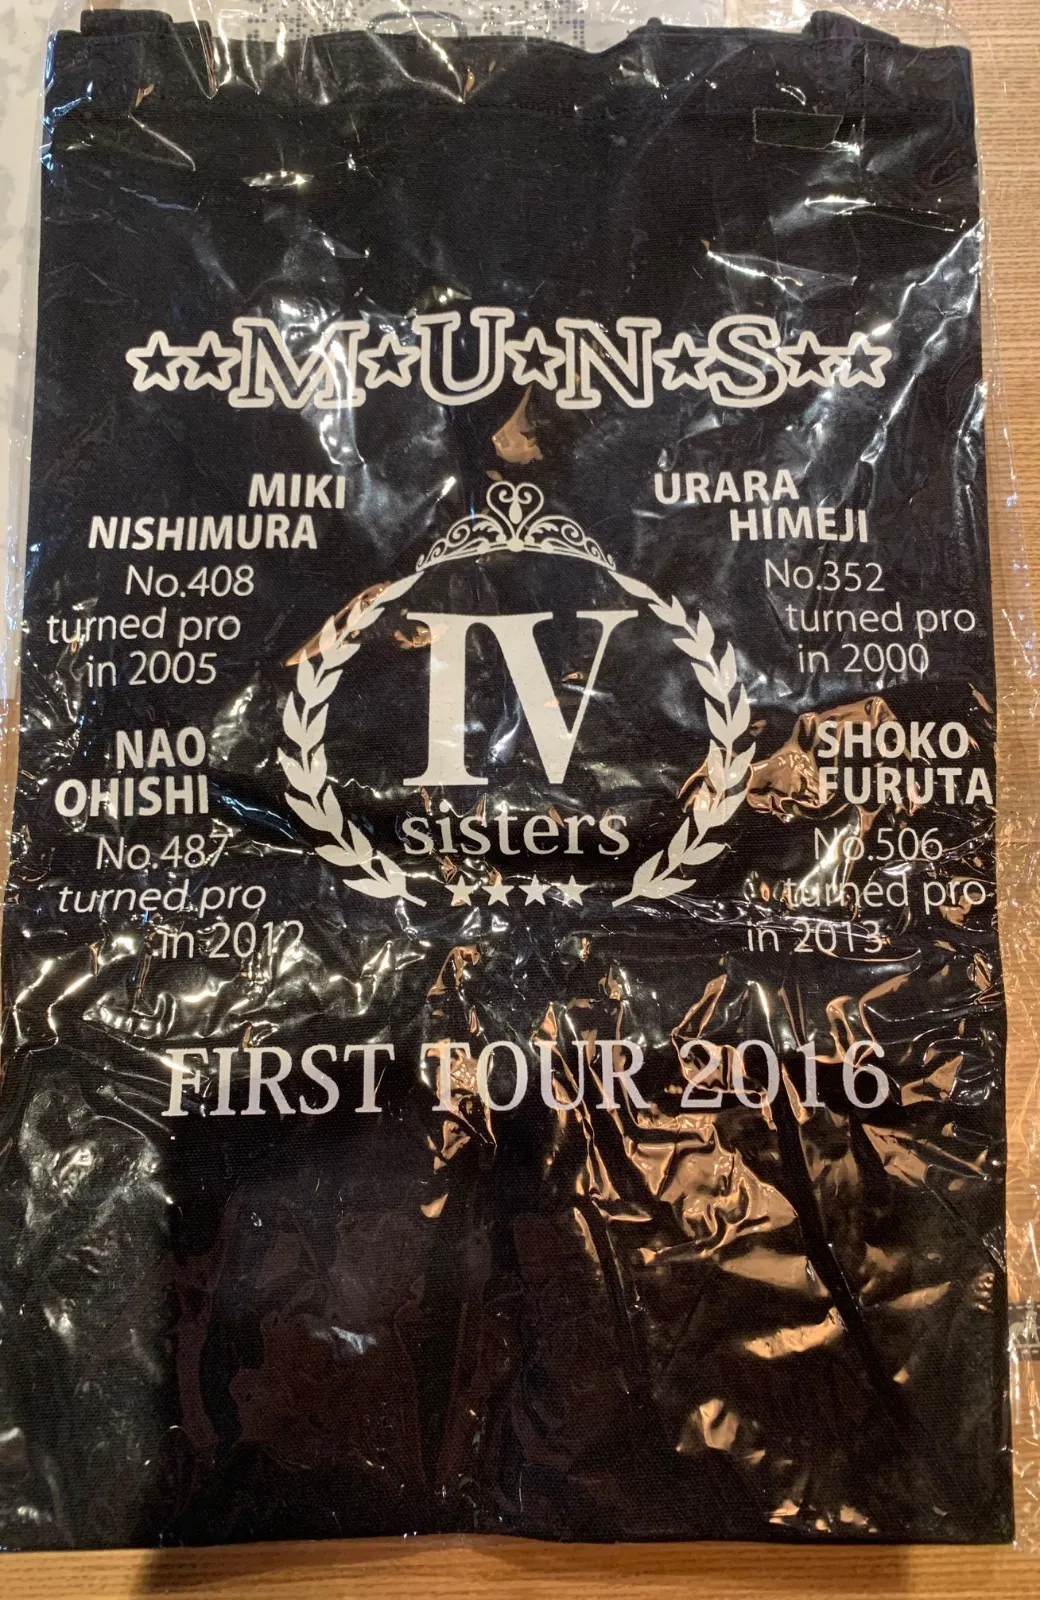 ★★M★U★N★S★★
MIKI
NISHIMURA
No.408
turned pro
in 2005
URARA
HIMEJI
No.352
turned pro
in 2000
IV
sisters
★★★★
NAO
OHISHI
No.487
turned pro
in 2012
SHOKO
FURUTA
No.506
turned pro
in 2013
FIRST TOUR 2016